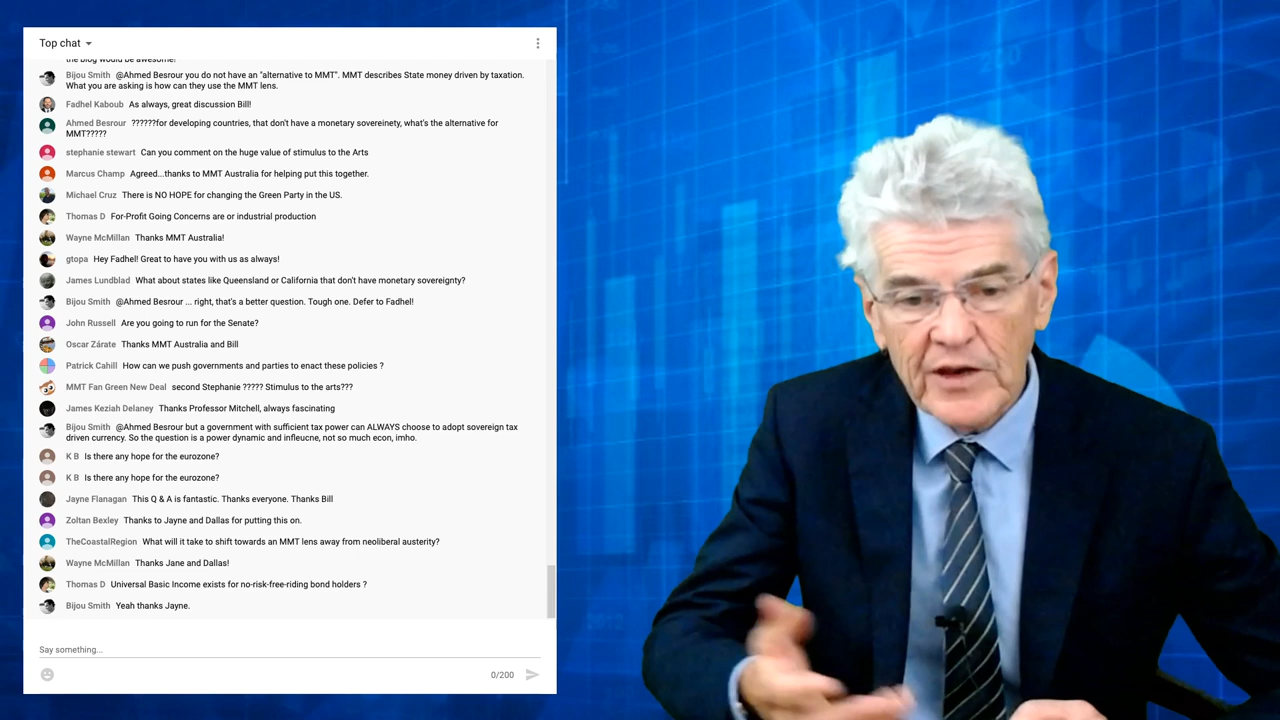 Top chat
the blog would be awesome!
Bijou Smith @Ahmed Besrour you do not have an "alternative to MMT". MMT describes State money driven by taxation.
What you are asking is how can they use the MMT lens.
Fadhel Kaboub As always, great discussion Bill!
Ahmed Besrour ??????for developing countries, that don't have a monetary sovereinety, what's the alternative for
MMT?????
stephanie stewart Can you comment on the huge value of stimulus to the Arts
Marcus Champ Agreed...thanks to MMT Australia for helping put this together.
Michael Cruz There is NO HOPE for changing the Green Party in the US.
Thomas D For-Profit Going Concerns are or industrial production
Wayne McMillan Thanks MMT Australia!
gtopa Hey Fadhel! Great to have you with us as always!
James Lundblad What about states like Queensland or California that don't have monetary sovereignty?
Bijou Smith @Ahmed Besrour ... right, that's a better question. Tough one. Defer to Fadhel!
John Russell Are you going to run for the Senate?
Oscar Zárate Thanks MMT Australia and Bill
Patrick Cahill How can we push governments and parties to enact these policies ?
MMT Fan Green New Deal second Stephanie ????? Stimulus to the arts???
James Keziah Delaney Thanks Professor Mitchell, always fascinating
Bijou Smith @Ahmed Besrour but a government with sufficient tax power can ALWAYS choose to adopt sovereign tax
driven currency. So the question is a power dynamic and infleucne, not so much econ, imho.
K B Is there any hope for the eurozone?
K B Is there any hope for the eurozone?
Jayne Flanagan This Q & A is fantastic. Thanks everyone. Thanks Bill
Zoltan Bexley Thanks to Jayne and Dallas for putting this on.
TheCoastalRegion What will it take to shift towards an MMT lens away from neoliberal austerity?
Wayne McMillan Thanks Jane and Dallas!
Thomas D Universal Basic Income exists for no-risk-free-riding bond holders ?
Bijou Smith Yeah thanks Jayne.
Say something...
0/200